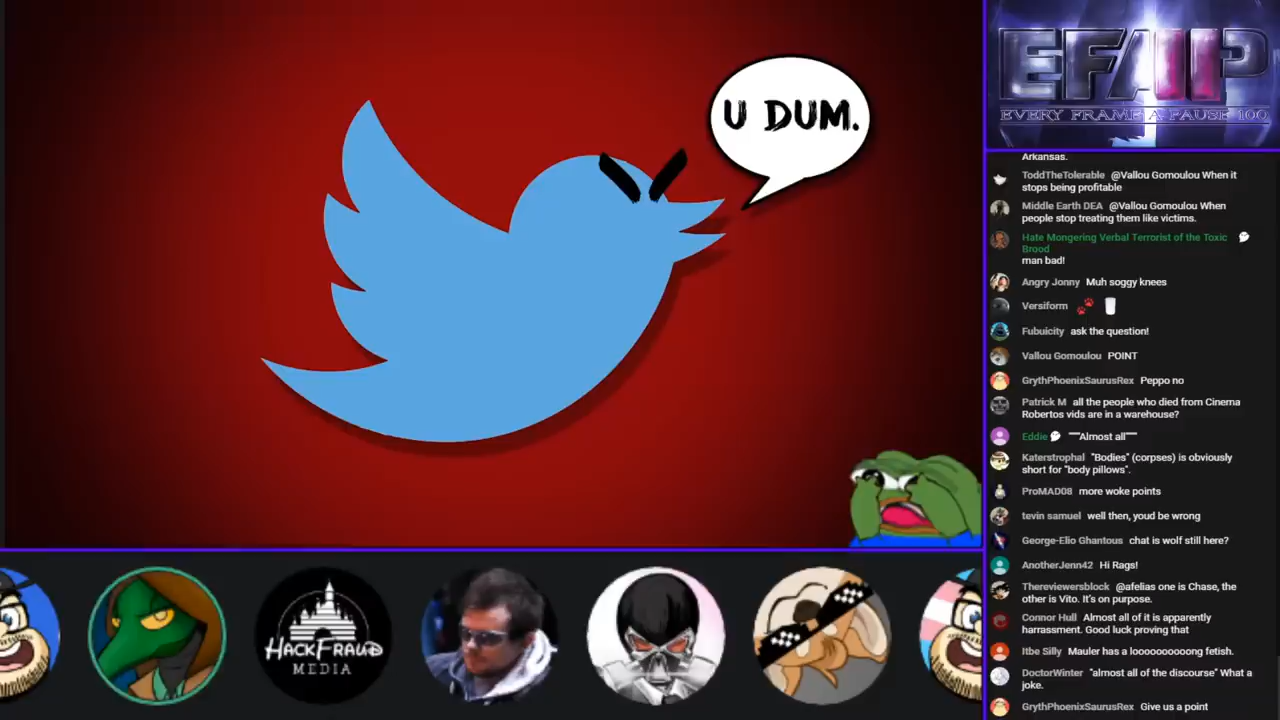 U DUM.
EFAP
EVERY FRAME A PAUSE 100
Arkansas.
ToddTheTolerable @Vallou Gomoulou When it
stops being profitable
Middle Earth DEA @Vallou Gomoulou When
people stop treating them like victims.
Hate Mongering Verbal Terrorist of the Toxic
Brood
man bad!
Angry Jonny Muh soggy knees
Versiform
Fubuicity ask the question!
Vallou Gomoulou POINT
GrythPhoenixSaurusRex Peppo no
Patrick M all the people who died from Cinema
Robertos vids are in a warehouse?
Eddie """Almost all"""
Katerstrophal "Bodies" (corpses) is obviously
short for "body pillows".
ProMAD08 more woke points
tevin samuel well then, youd be wrong
George-Elio Ghantous chat is wolf still here?
AnotherJenn42 Hi Rags!
Thereviewersblock @afelias one is Chase, the
other is Vito. It's on purpose.
Connor Hull Almost all of it is apparently
harrassment. Good luck proving that
Itbe Silly Mauler has a loooooooooong fetish.
DoctorWinter "almost all of the discourse" What a
joke.
GrythPhoenixSaurusRex Give us a point
HACKFRAUD
MEDIA